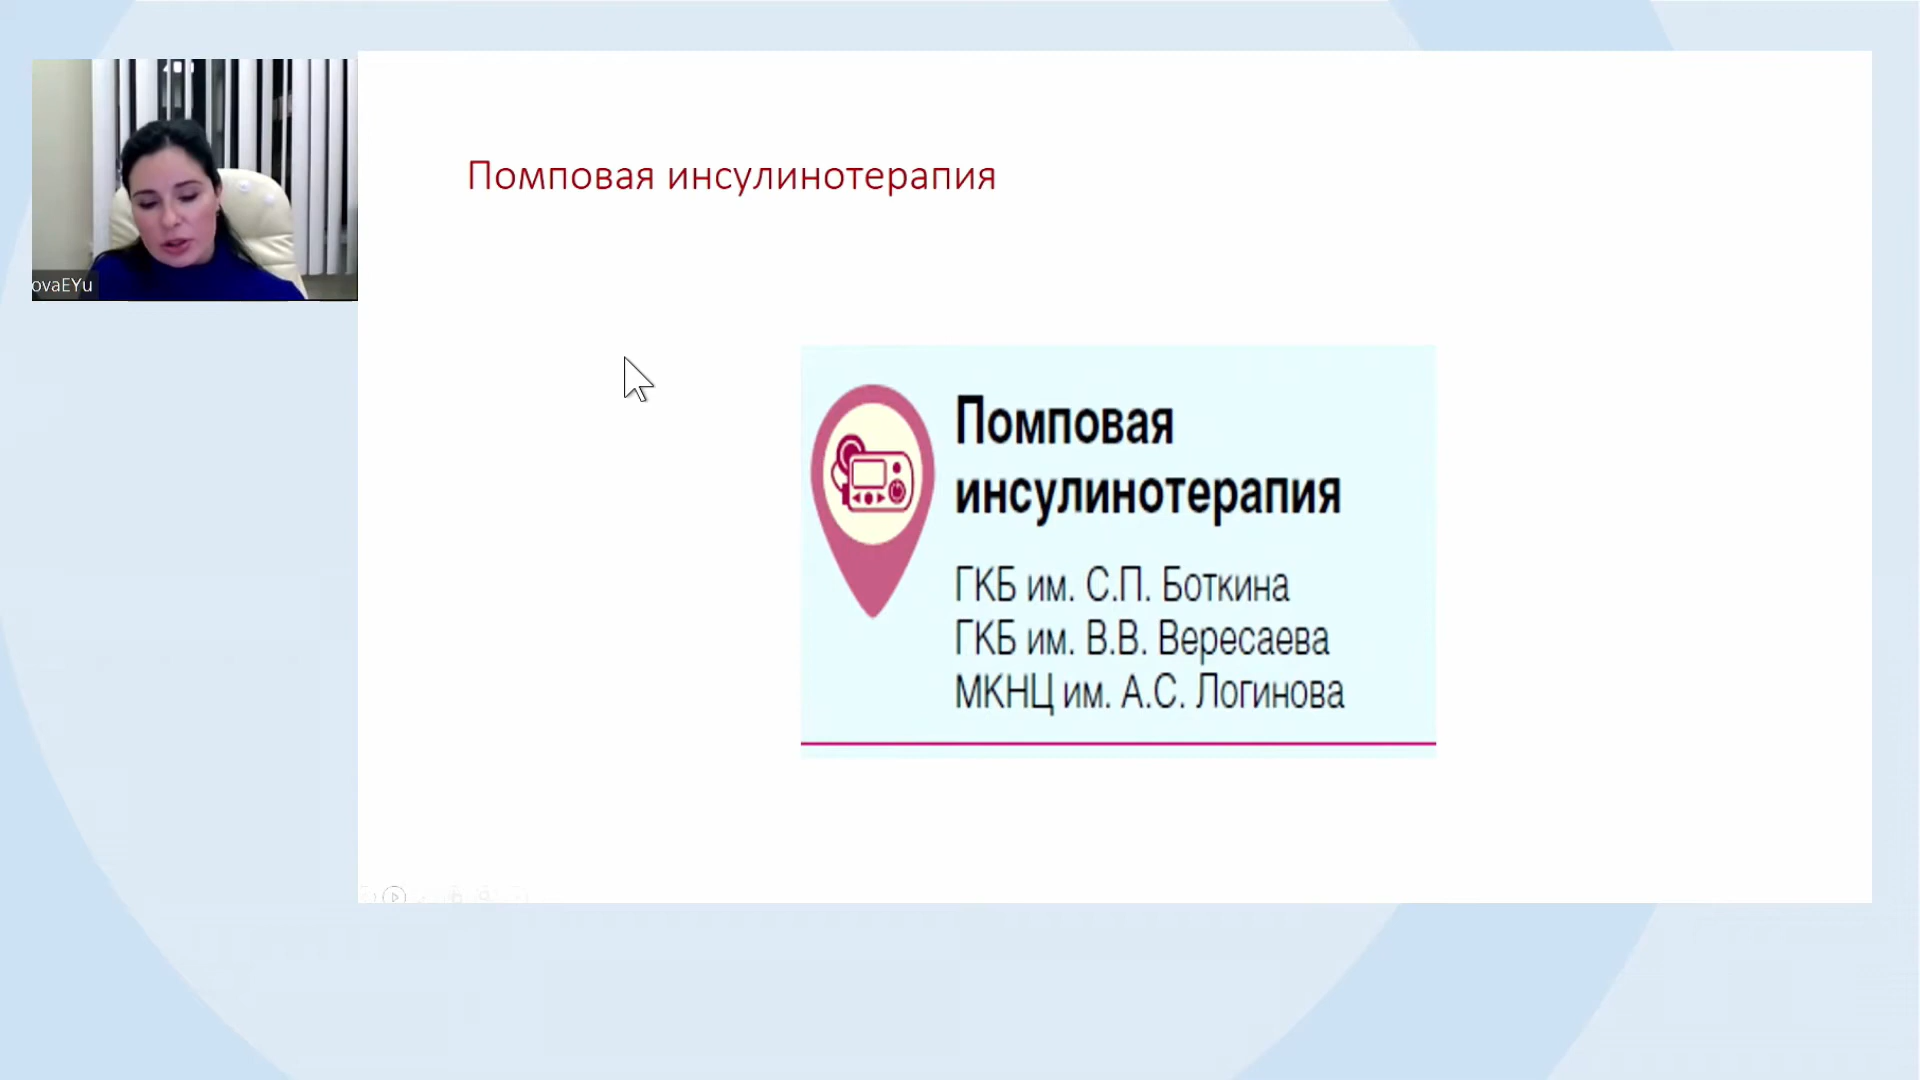 Помповая инсулинотерапия
ovaEYu
Помповая
инсулинотерапия
ГКБ им. С.П. Боткина
ГКБ им. В.В. Вересаева
МКНЦ им. А.С. Логинова